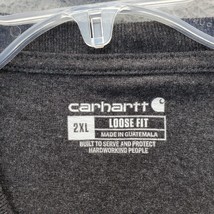 carhartt
2XL LOOSE FIT
MADE IN GUATEMALA
BUILT TO SERVE AND PROTECT
HARDWORKING PEOPLE